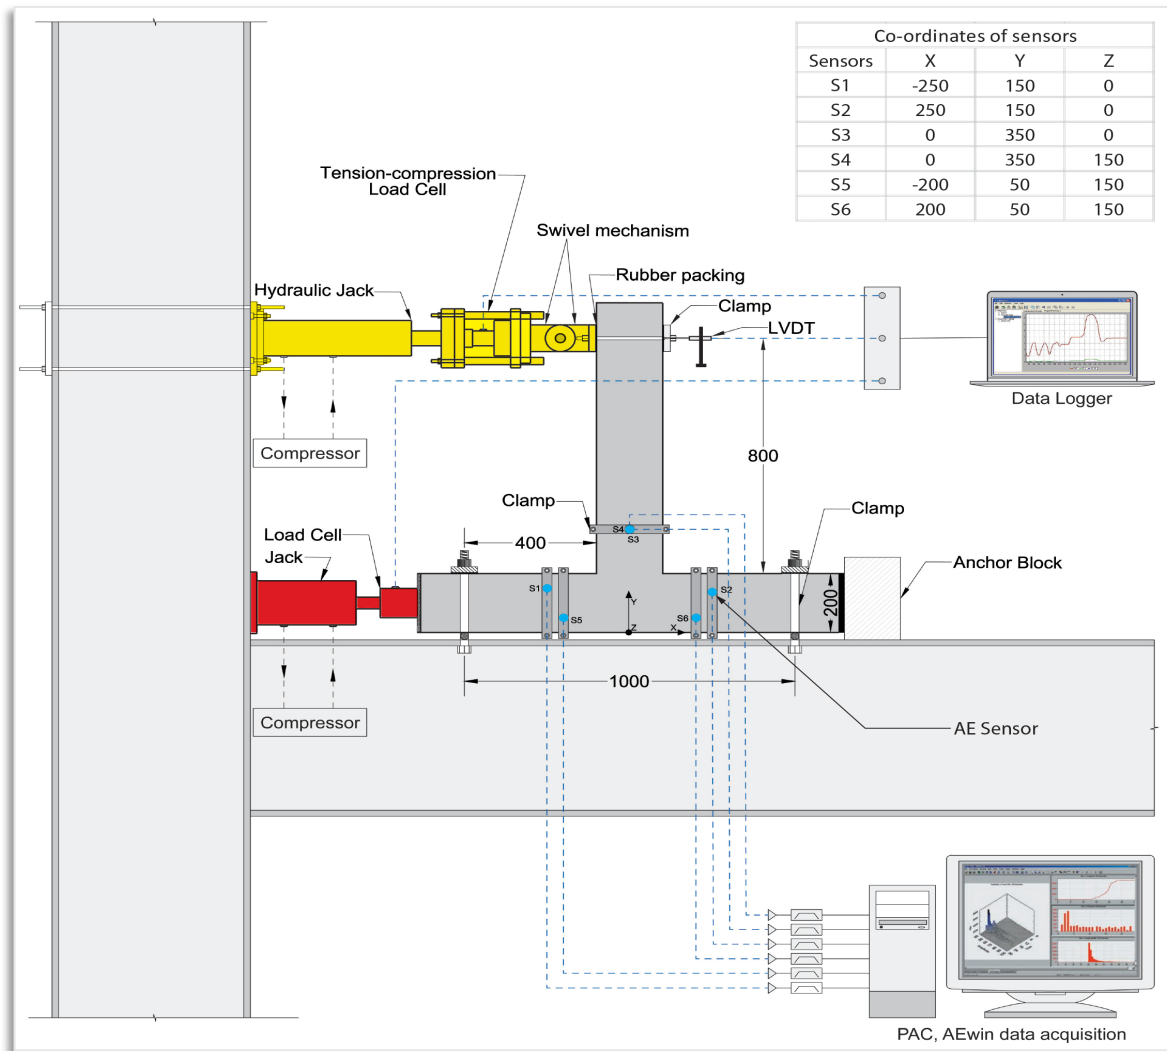 Co-ordinates of sensors
Sensors X Y Z
S1 -250 150 0
S2 250 150 0
S3 0 350 0
S4 0 350 150
S5 -200 50 150
S6 200 50 150
Tension-compression
Load Cell
Swivel mechanism
Rubber packing
Hydraulic Jack
Clamp
LVDT
Data Logger
Compressor
800
Clamp
S4
S3
Clamp
400
Load Cell
Jack
Anchor Block
S1
S2
S5
S6
Y
Z
X
200
1000
Compressor
AE Sensor
PAC, AEwin data acquisition